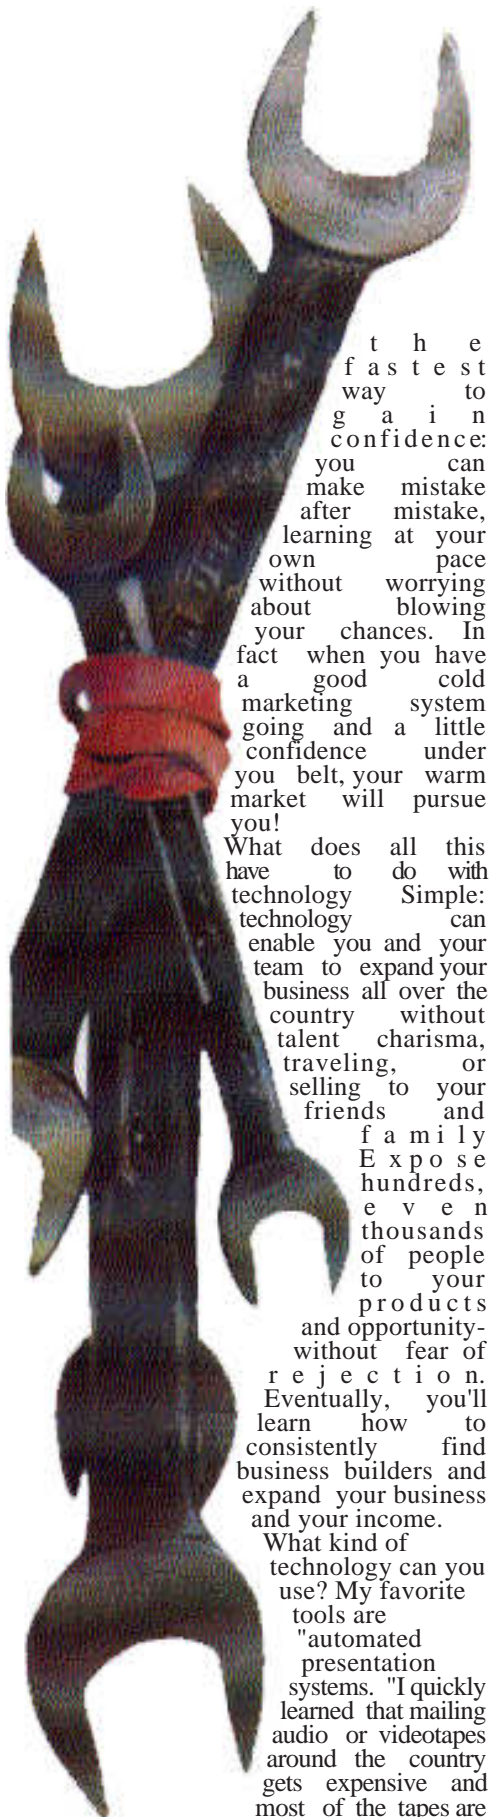 the
fastest
way to
gain
confidence:
you can
make mistake
after mistake,
learning at your
own pace
without worrying
about blowing
your chances. In
fact when you have
a good cold
marketing system
going and a little
confidence under
you belt, your warm
market will pursue
you!
What does all this
have to do with
technology Simple:
technology can
enable you and your
team to expand your
business all over the
country without
talent charisma,
traveling, or
selling to your
friends and
family
Expose
hundreds,
even
thousands
of people
to your
products
and opportunity-
without fear of
rejection.
Eventually, you'll
learn how to
consistently find
business builders and
expand your business
and your income.
What kind of
technology can you
use? My favorite
tools are
"automated
presentation
systems. "I quickly
learned that mailing
audio or videotapes
around the country
gets expensive and
most of the tapes are